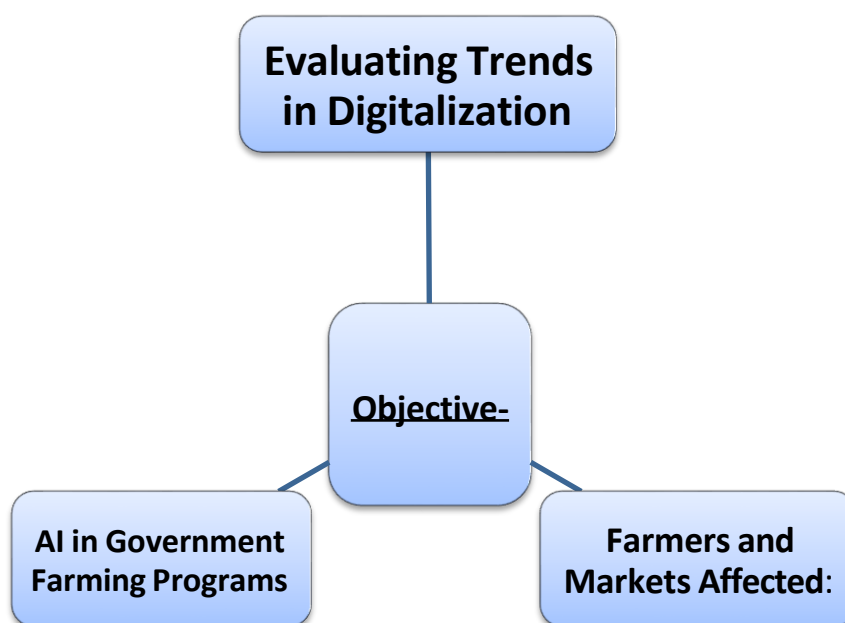 Evaluating Trends
in Digitalization
Objective-
AI in Government
Farming Programs
Farmers and
Markets Affected: